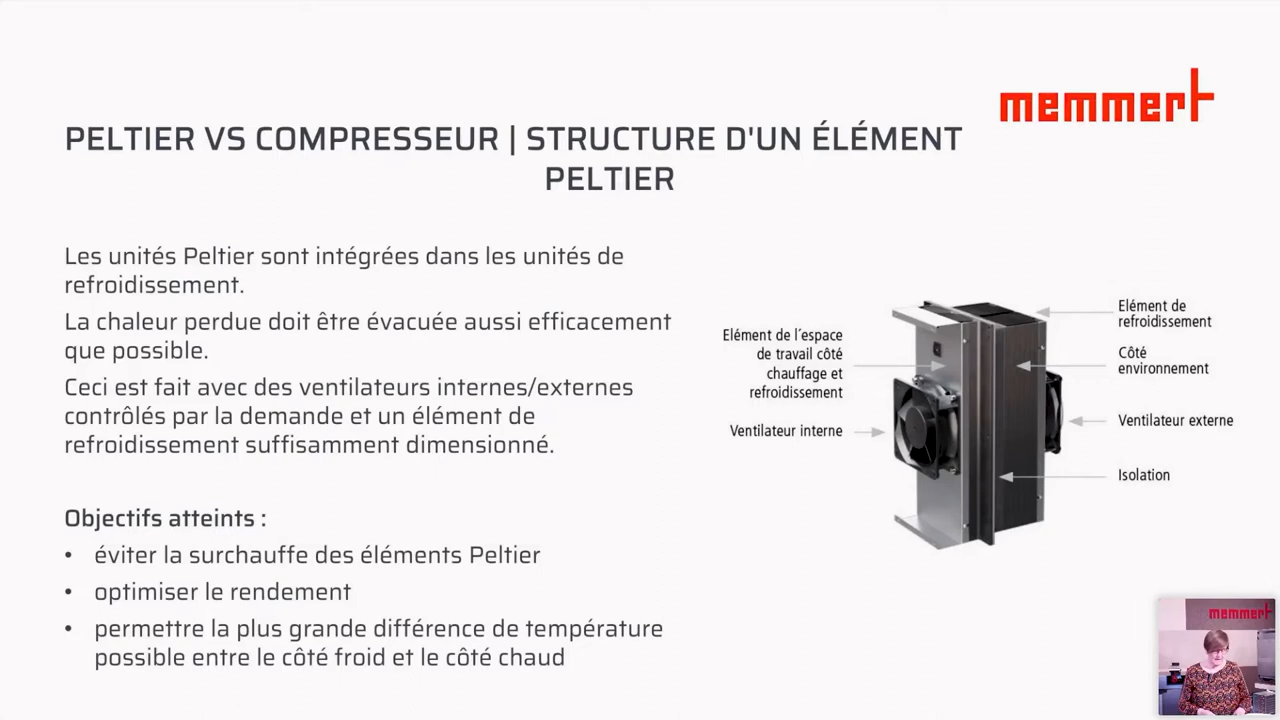 memmert
PELTIER VS COMPRESSEUR | STRUCTURE D'UN ÉLÉMENT
PELTIER
Les unités Peltier sont intégrées dans les unités de
refroidissement.
La chaleur perdue doit être évacuée aussi efficacement
que possible.
Ceci est fait avec des ventilateurs internes/externes
contrôlés par la demande et un élément de
refroidissement suffisamment dimensionné.
Objectifs atteints :
• éviter la surchauffe des éléments Peltier
• optimiser le rendement
• permettre la plus grande différence de température
possible entre le côté froid et le côté chaud
Elément de l´espace
de travail côté
chauffage et
refroidissement
Ventilateur interne
Elément de
refroidissement
Côté
environnement
Ventilateur externe
Isolation
memmert